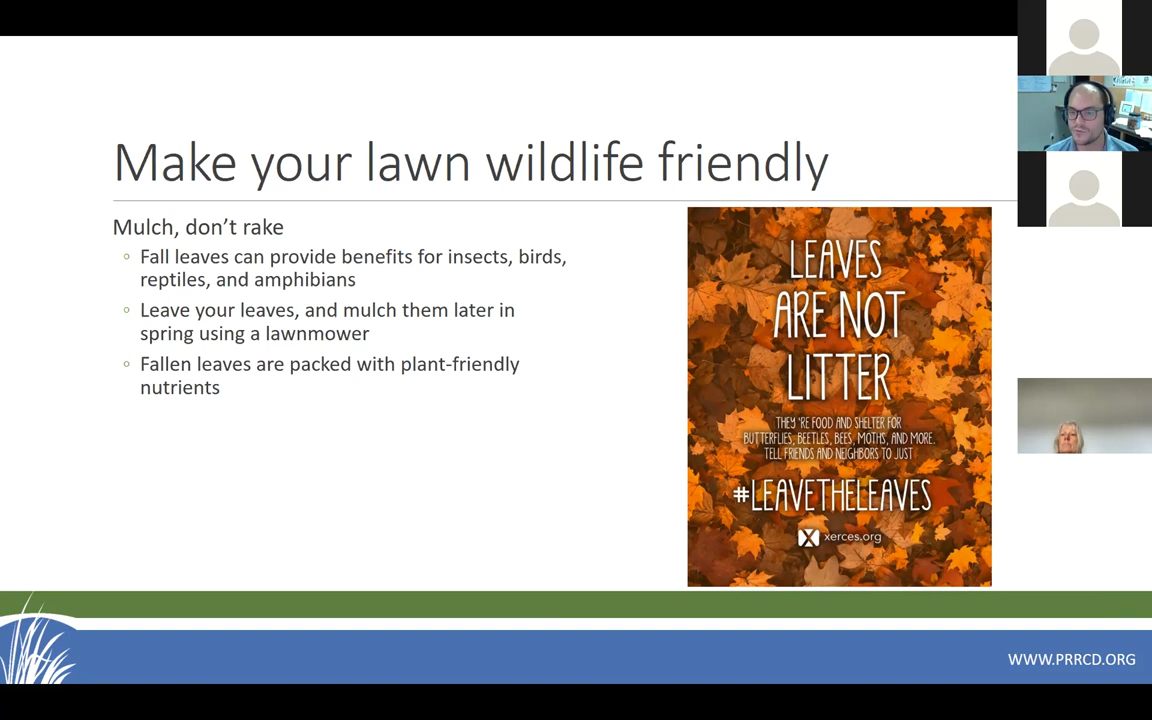 Make your lawn wildlife friendly
Mulch, don't rake
Fall leaves can provide benefits for insects, birds,
reptiles, and amphibians
Leave your leaves, and mulch them later in
spring using a lawnmower
Fallen leaves are packed with plant-friendly
nutrients
LEAVES
ARE NOT
LITTER
THEY 'RE FOOD AND SHELTER FOR
BUTTERFLIES, BEETLES, BEES, MOTHS, AND MORE.
TELL FRIENDS AND NEIGHBORS TO JUST
#LEAVETHELEAVES
X xerces.org
WWW.PRRCD.ORG